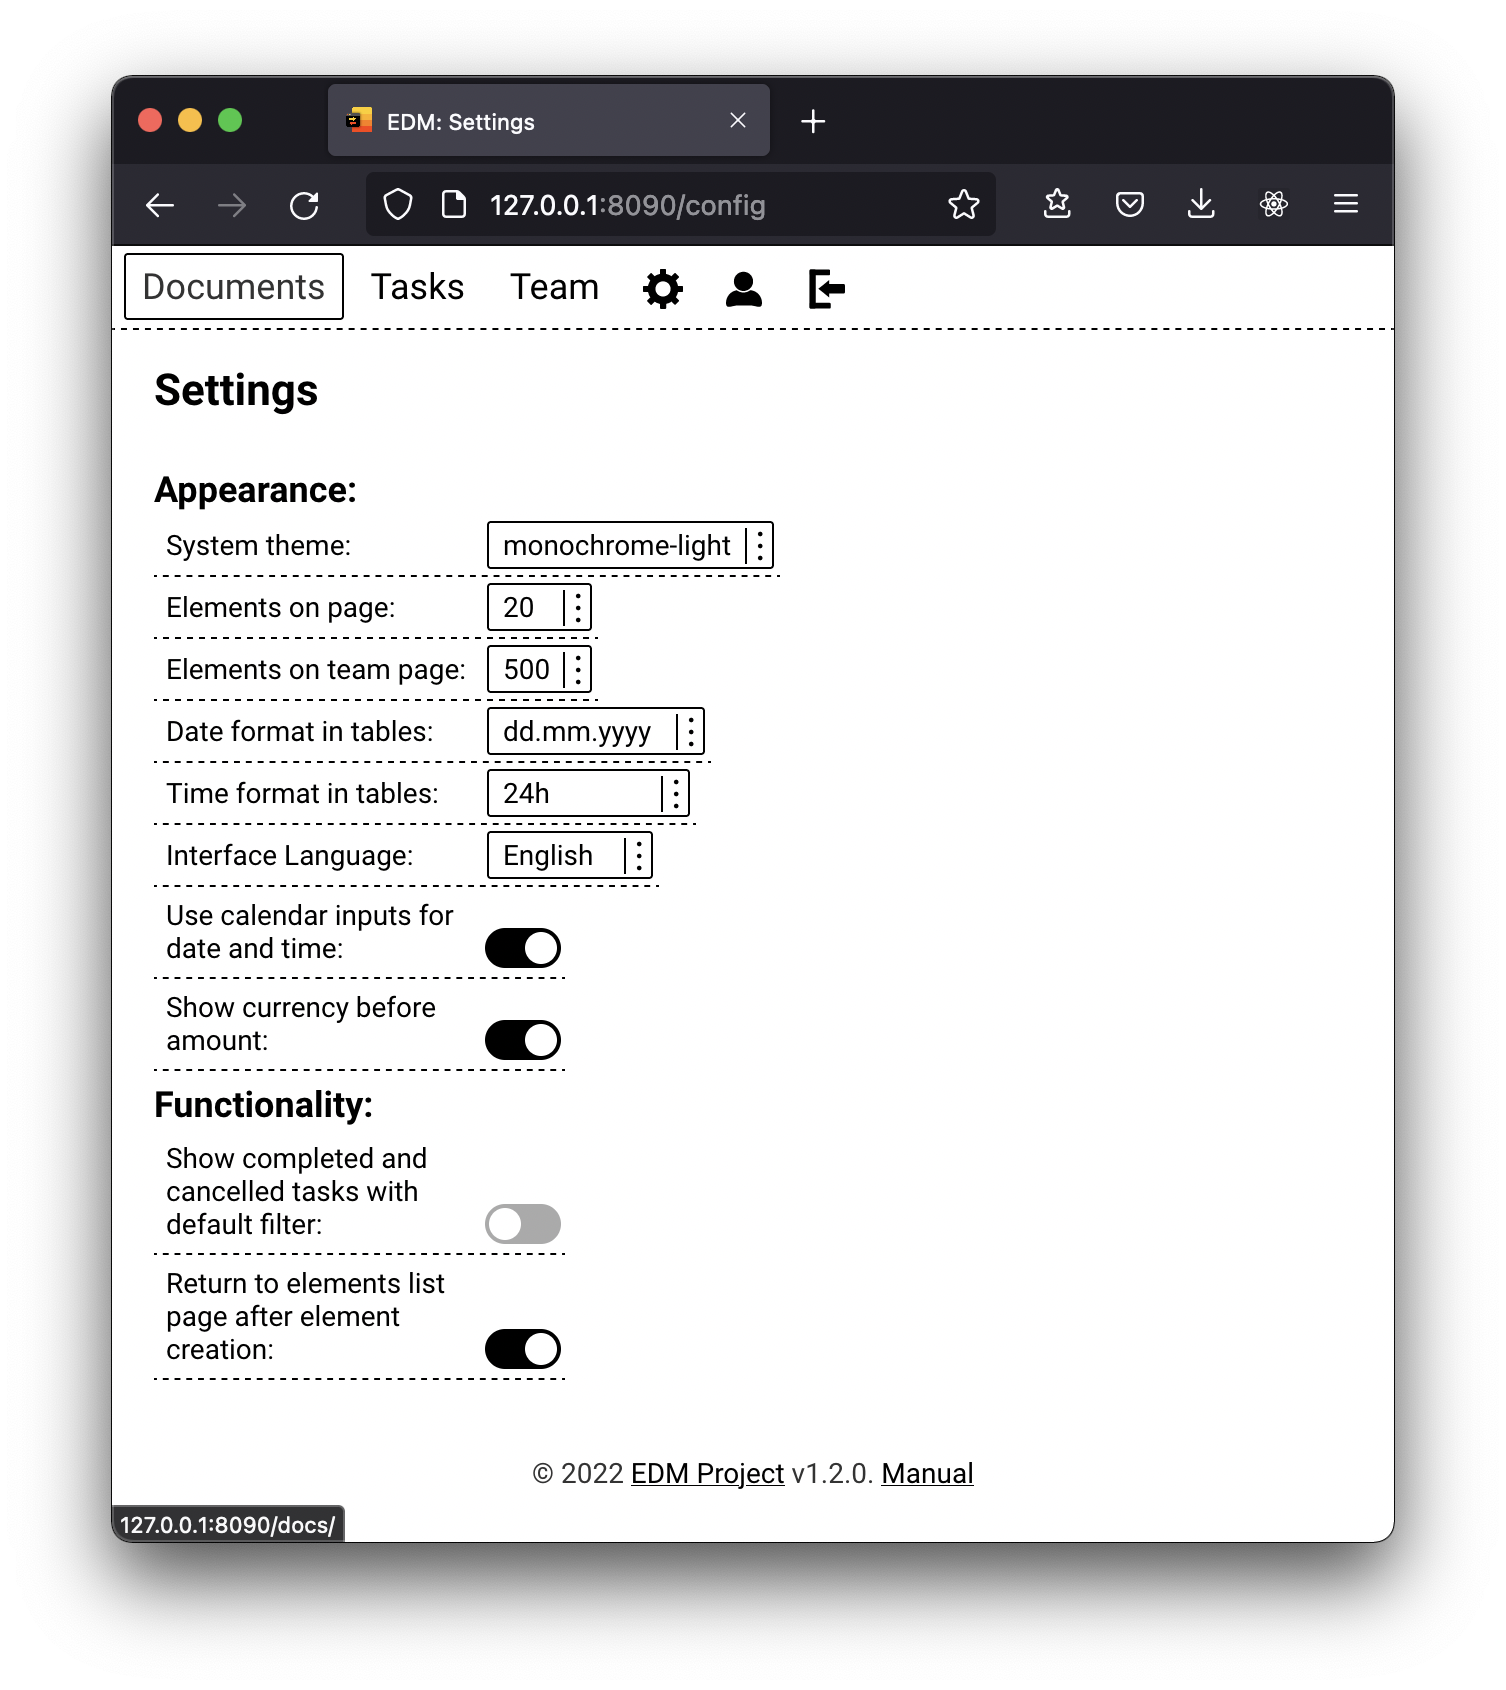 EDM: Settings
127.0.0.1:8090/config
Documents Tasks Team
Settings
Appearance:
System theme: monochrome-light
Elements on page: 20
Elements on team page: 500
Date format in tables: dd.mm.yyyy
Time format in tables: 24h
Interface Language: English
Use calendar inputs for
date and time:
Show currency before
amount:
Functionality:
Show completed and
cancelled tasks with
default filter:
Return to elements list
page after element
creation:
© 2022 EDM Project v1.2.0. Manual
127.0.0.1:8090/docs/